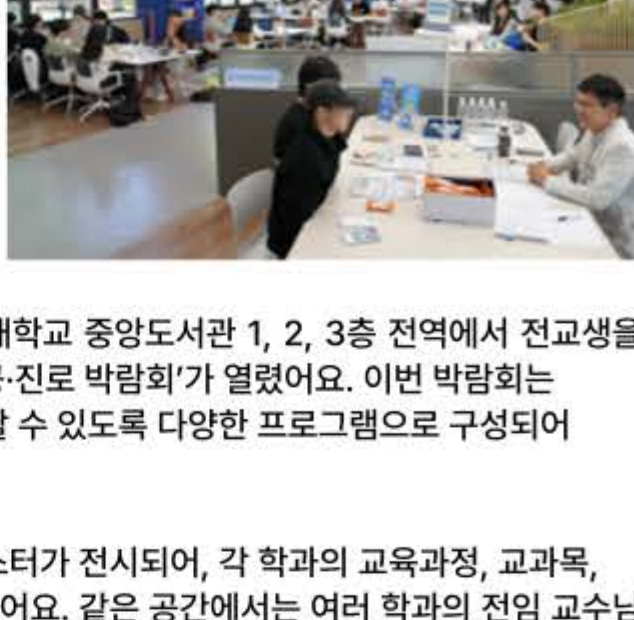 대학교 중앙도서관 1, 2, 3층 전역에서 전교생을
·진로 박람회'가 열렸어요. 이번 박람회는
할 수 있도록 다양한 프로그램으로 구성되어
스터가 전시되어, 각 학과의 교육과정, 교과목,
어요. 같은 공간에서는 여러 학과의 전임 교수님